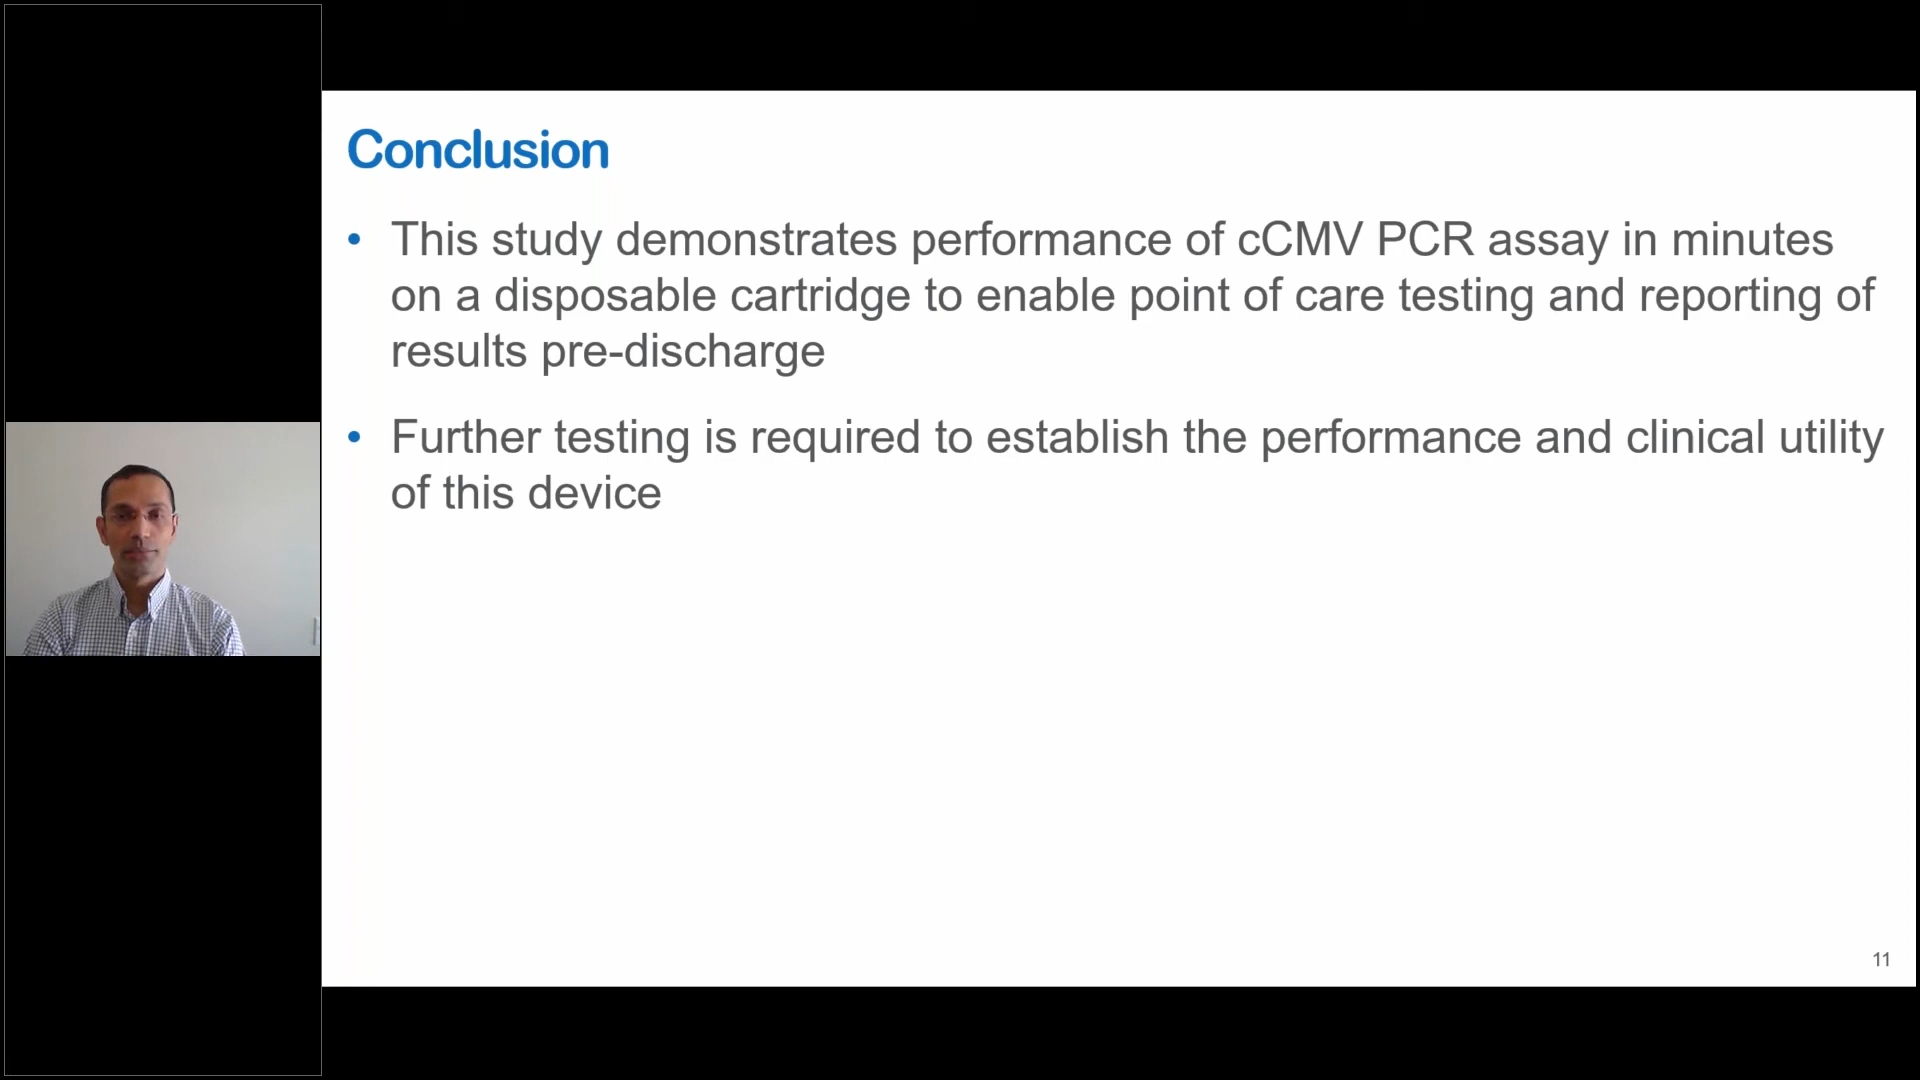 Conclusion
• This study demonstrates performance of cCMV PCR assay in minutes
on a disposable cartridge to enable point of care testing and reporting of
results pre-discharge
• Further testing is required to establish the performance and clinical utility
of this device
11